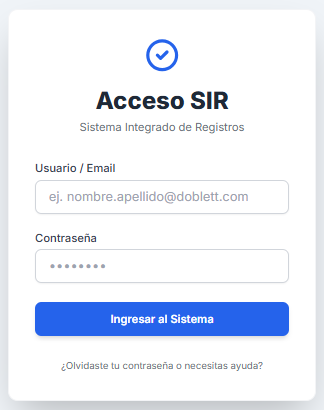 Acceso SIR
Sistema Integrado de Registros
Usuario / Email
ej. nombre.apellido@doblett.com
Contraseña
••••••••
Ingresar al Sistema
¿Olvidaste tu contraseña o necesitas ayuda?